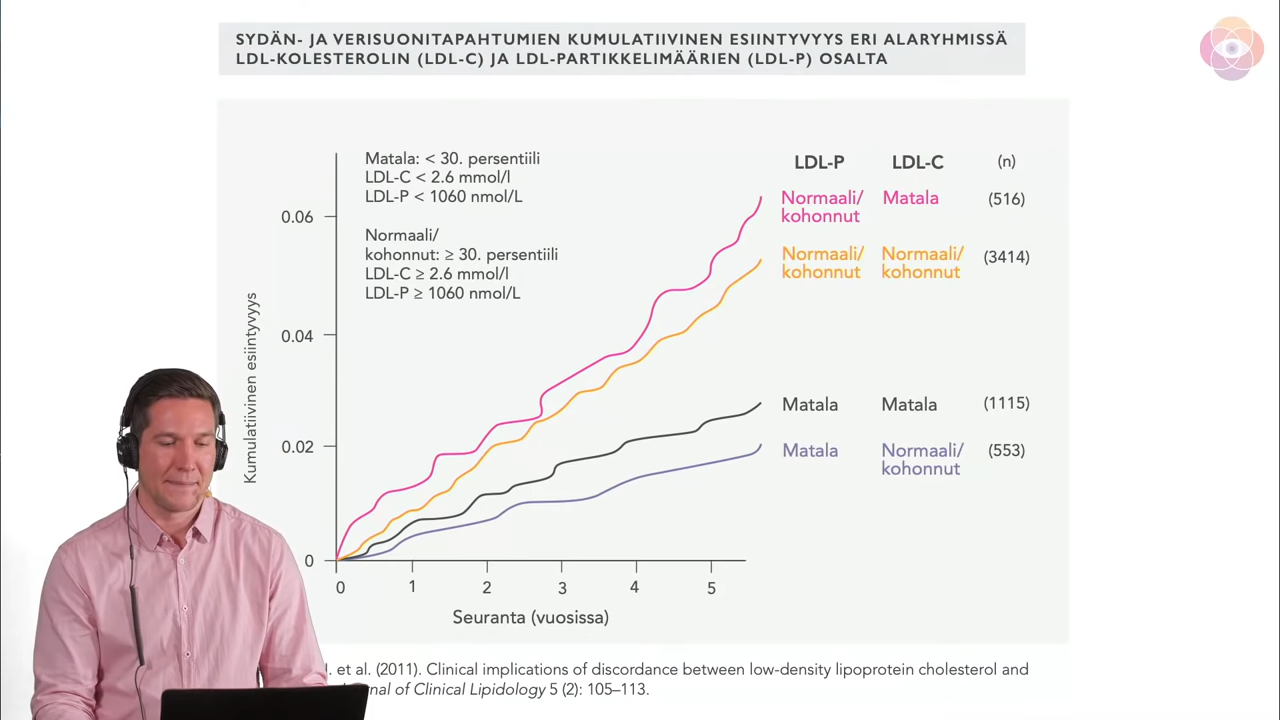 SYDÄN- JA VERISUONITAPAHTUMIEN KUMULATIIVINEN ESIINTYVYYS ERI ALARYHMISSÄ
LDL-KOLESTEROLIN (LDL-C) JA LDL-PARTIKKELIMÄÄRIEN (LDL-P) OSALTA
Matala: < 30. persentiili
LDL-C < 2.6 mmol/l
LDL-P < 1060 nmol/L
Normaali/
kohonnut: ≥ 30. persentiili
LDL-C ≥ 2.6 mmol/l
LDL-P ≥ 1060 nmol/L
LDL-P LDL-C (n)
Normaali/ Matala (516)
kohonnut
Normaali/ Normaali/ (3414)
kohonnut kohonnut
Matala Matala (1115)
Matala Normaali/ (553)
kohonnut
Kumulatiivinen esiintyvyys
0.06
0.04
0.02
0
0 1 2 3 4 5
Seuranta (vuosissa)
et al. (2011). Clinical implications of discordance between low-density lipoprotein cholesterol and
of Clinical Lipidology 5 (2): 105–113.